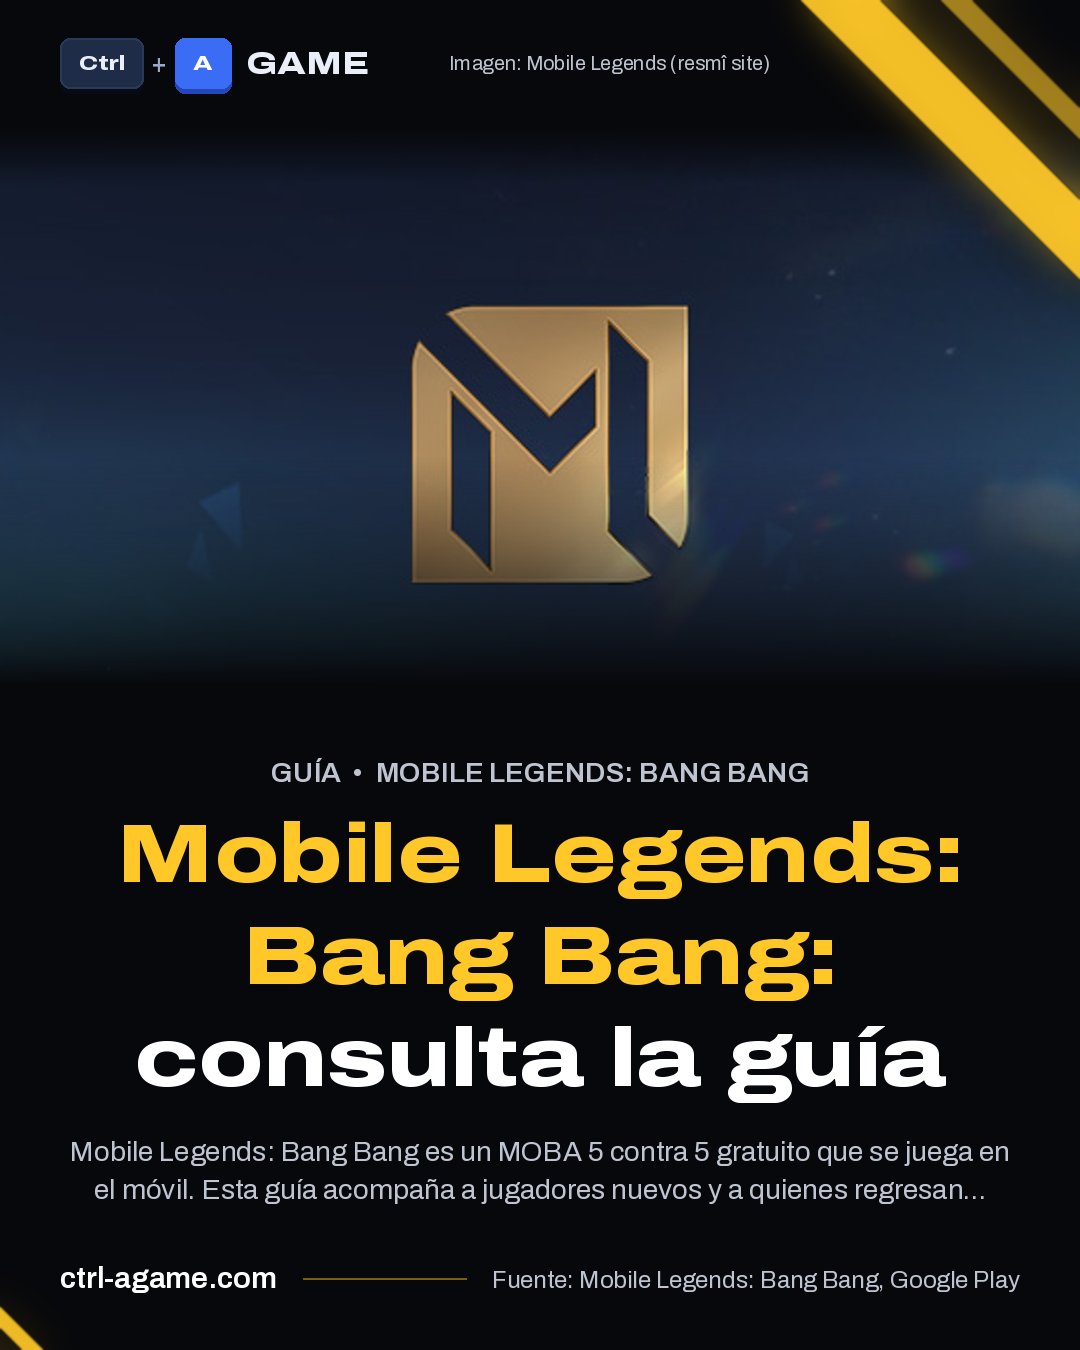 Ctrl + A GAME
Imagen: Mobile Legends (resmî site)
GUÍA • MOBILE LEGENDS: BANG BANG
Mobile Legends:
Bang Bang:
consulta la guía
Mobile Legends: Bang Bang es un MOBA 5 contra 5 gratuito que se juega en
el móvil. Esta guía acompaña a jugadores nuevos y a quienes regresan...
ctrl-agame.com
Fuente: Mobile Legends: Bang Bang, Google Play